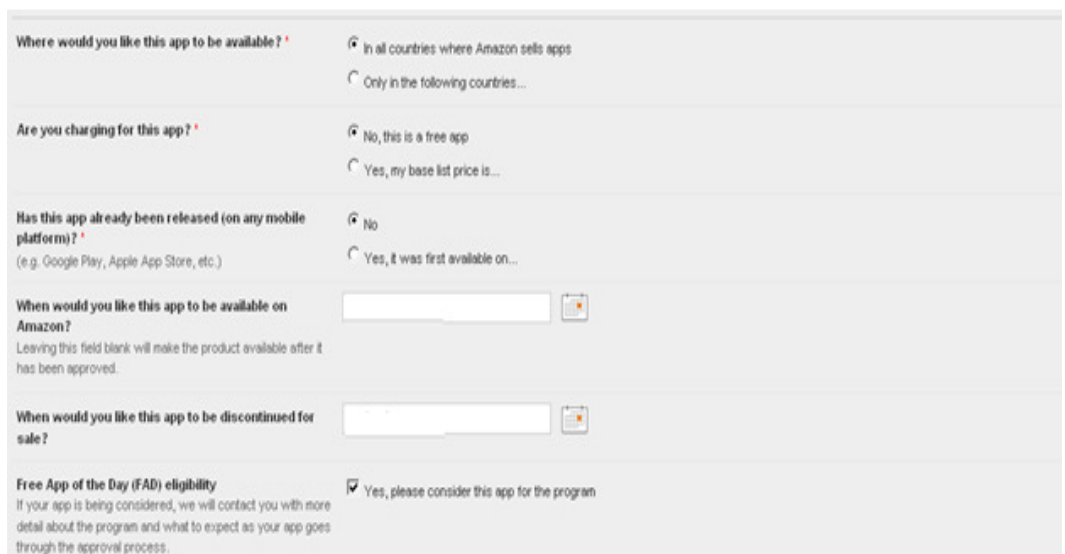 Where would you like this app to be available? *
In all countries where Amazon sells apps
Only in the following countries...
Are you charging for this app? *
No, this is a free app
Yes, my base list price is...
Has this app already been released (on any mobile
platform)? *
(e.g. Google Play, Apple App Store, etc.)
No
Yes, it was first available on...
When would you like this app to be available on
Amazon?
Leaving this field blank will make the product available after it
has been approved.
When would you like this app to be discontinued for
sale?
Free App of the Day (FAD) eligibility
If your app is being considered, we will contact you with more
detail about the program and what to expect as your app goes
through the approval process.
Yes, please consider this app for the program